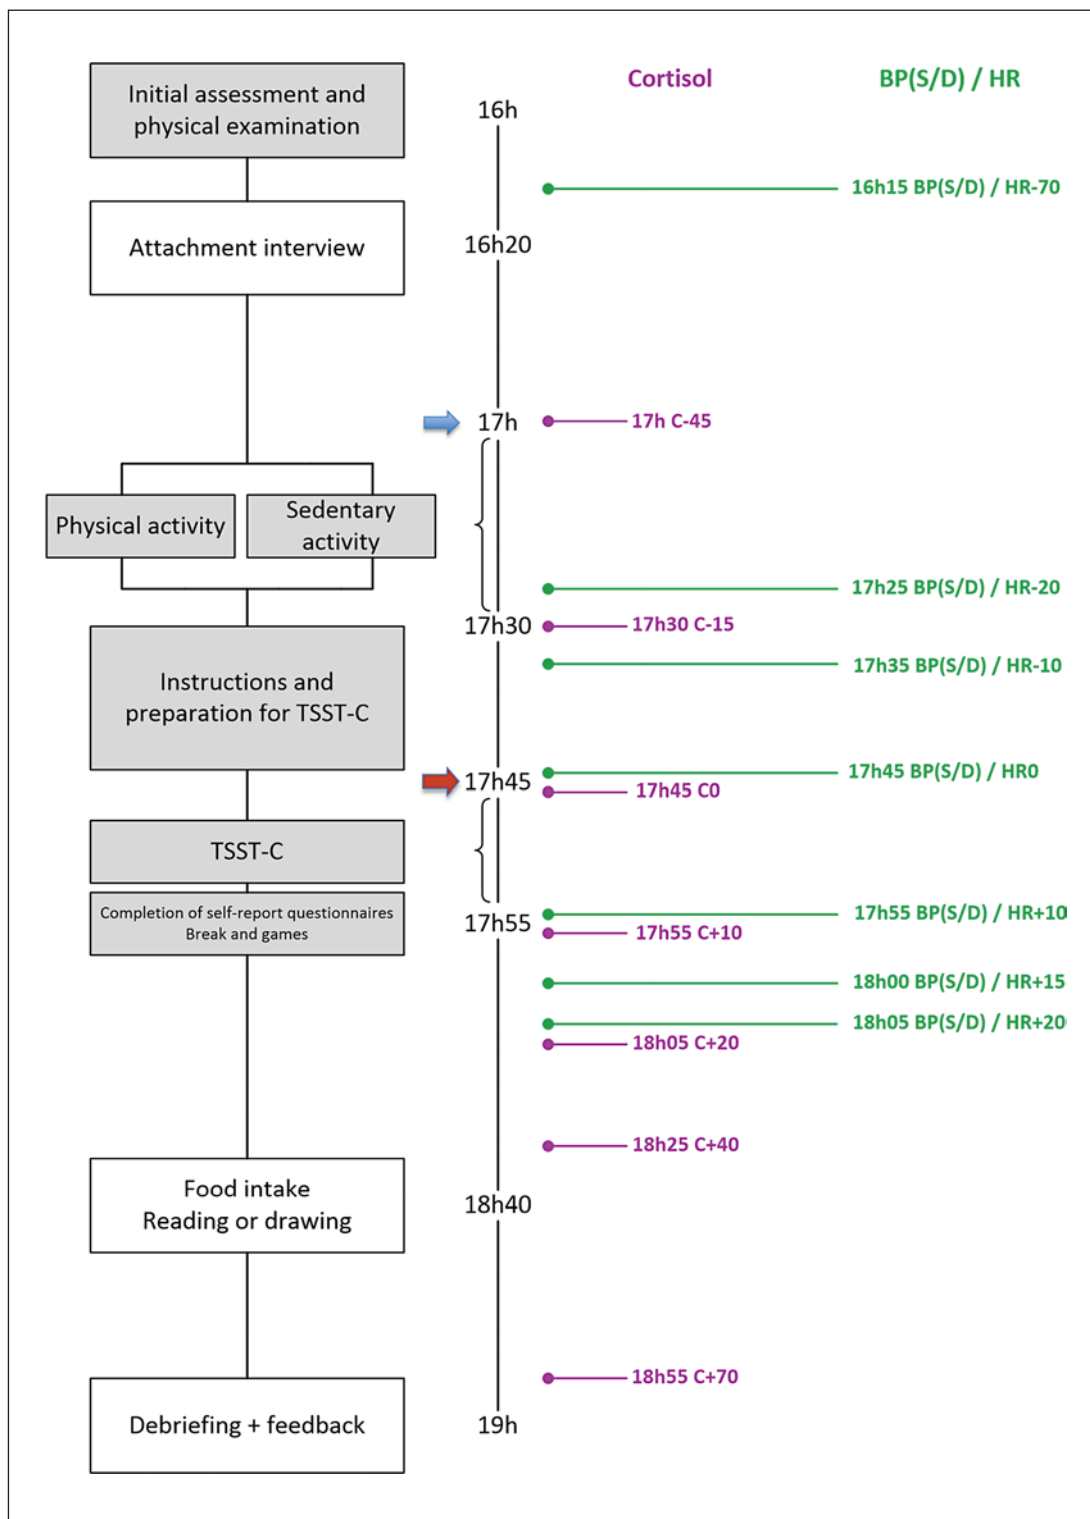 Cortisol
BP(S/D) / HR
Initial assessment and
physical examination
16h
16h15 BP(S/D) / HR-70
Attachment interview
16h20
17h
17h C-45
Physical activity
Sedentary
activity
17h25 BP(S/D) / HR-20
17h30
17h30 C-15
17h35 BP(S/D) / HR-10
Instructions and
preparation for TSST-C
17h45
17h45 BP(S/D) / HR0
17h45 C0
TSST-C
Completion of self-report questionnaires
Break and games
17h55
17h55 BP(S/D) / HR+10
17h55 C+10
18h00 BP(S/D) / HR+15
18h05 BP(S/D) / HR+20
18h05 C+20
18h25 C+40
Food intake
Reading or drawing
18h40
18h55 C+70
Debriefing + feedback
19h